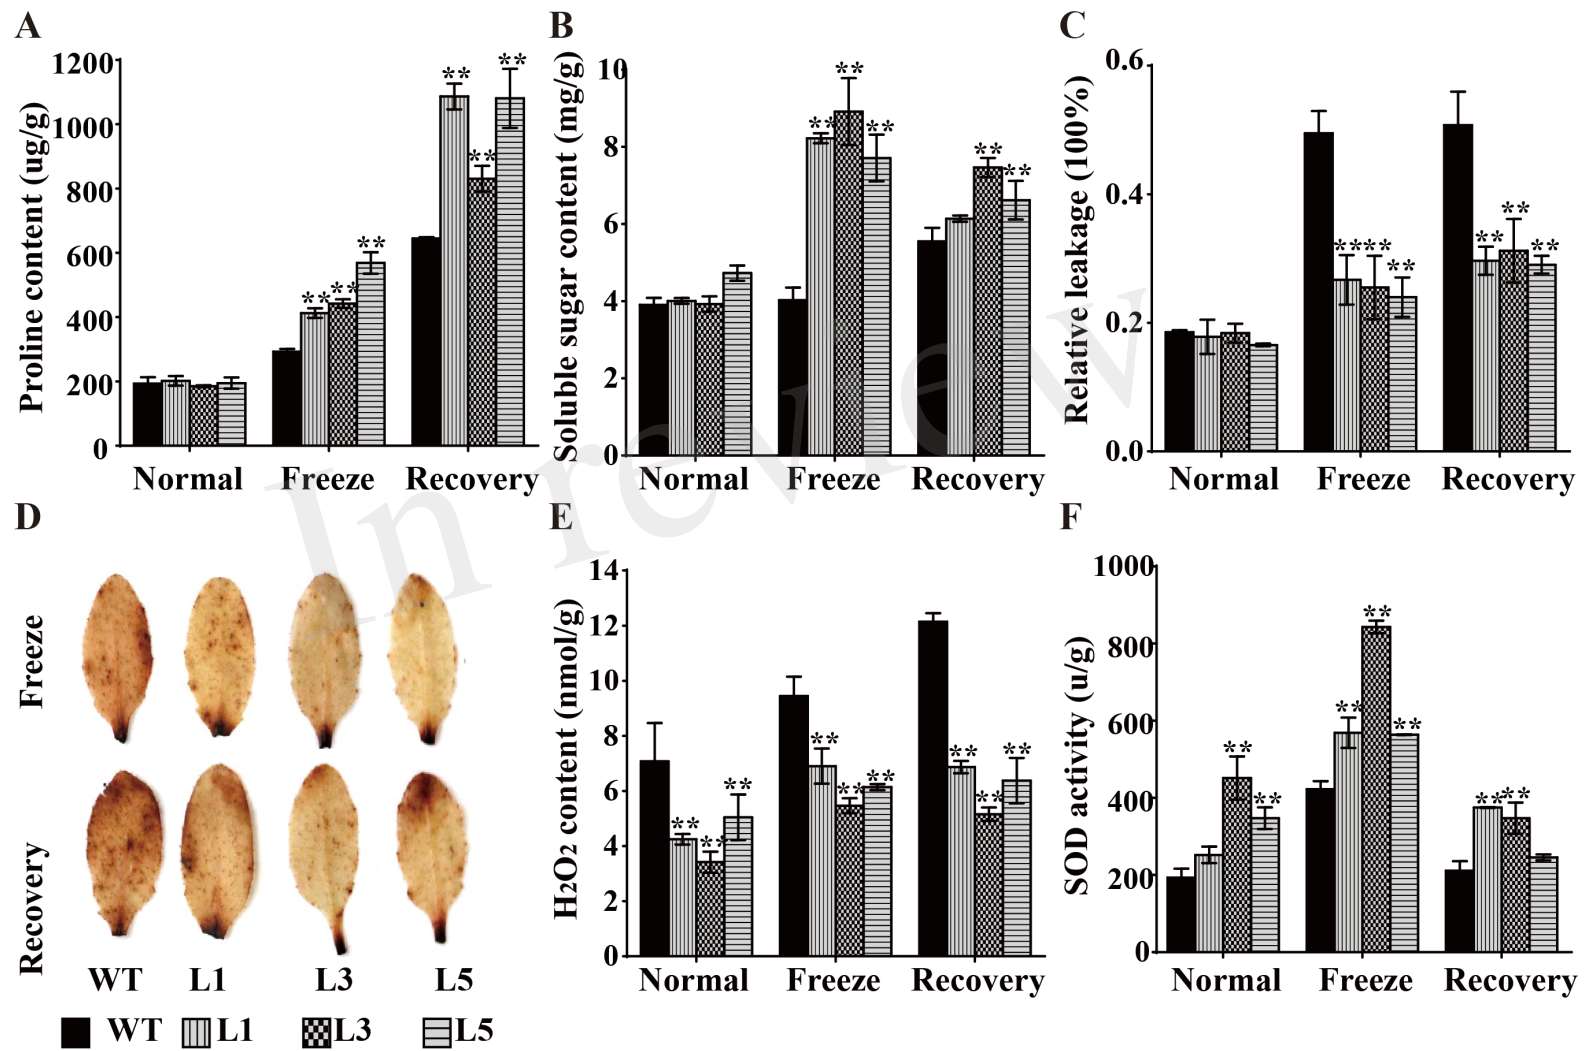 A
Proline content (ug/g)
1200
1000
800
600
400
200
0
** ** **
** ** **
Normal Freeze Recovery
B
Soluble sugar content (mg/g)
10
8
6
4
2
0
** ** **
** **
Normal Freeze Recovery
C
Relative leakage (100%)
0.6
0.4
0.2
0.0
** ** **
** ** **
Normal Freeze Recovery
D
Freeze
Recovery
WT L1 L3 L5
E
H2O2 content (nmol/g)
14
12
10
8
6
4
2
0
** ** **
** ** **
** ** **
Normal Freeze Recovery
F
SOD activity (u/g)
1000
800
600
400
200
0
** **
** ** **
** **
Normal Freeze Recovery
WT L1 L3 L5
In review